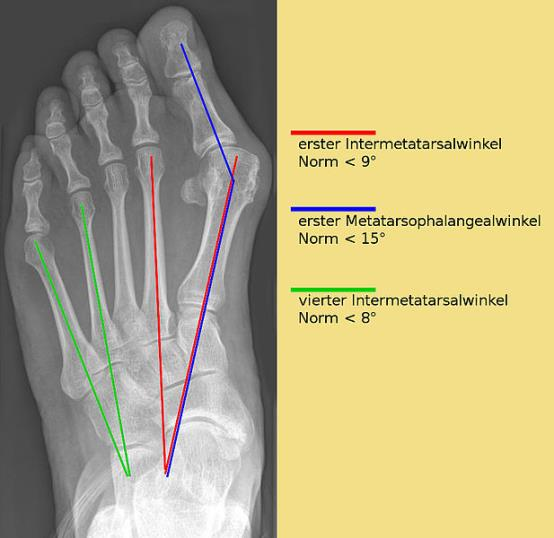 erster Intermetatarsalwinkel
Norm < 9°
erster Metatarsophalangealwinkel
Norm < 15°
vierter Intermetatarsalwinkel
Norm < 8°